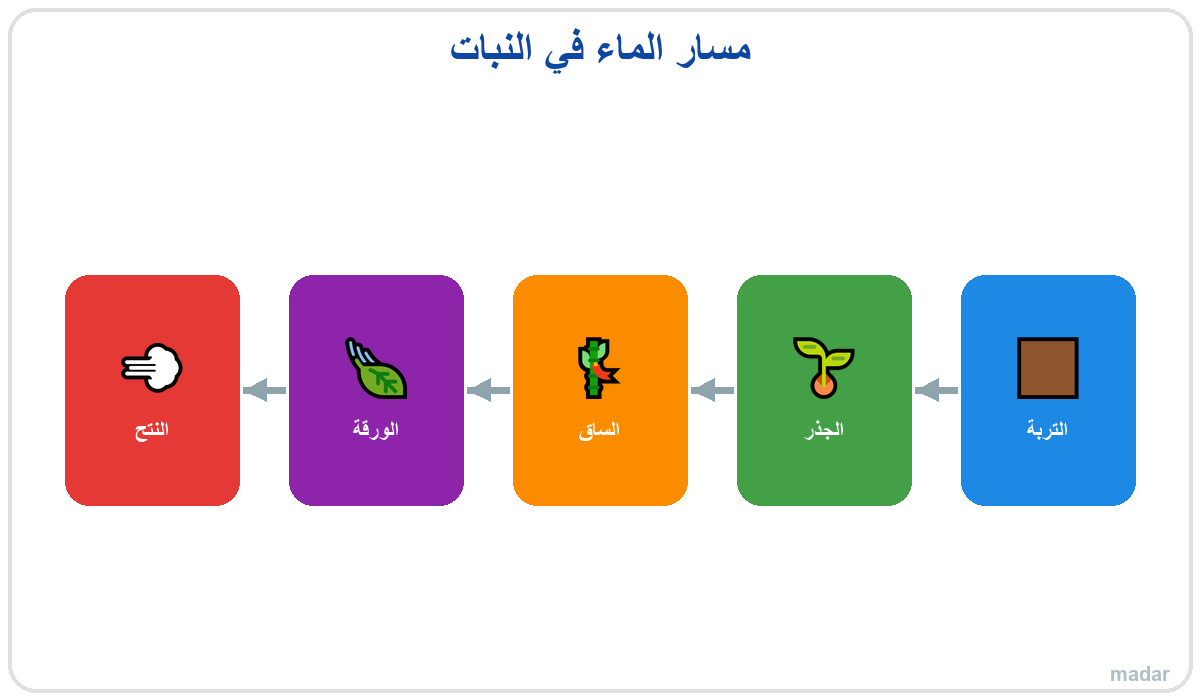 مسار الماء في النبات
التربة
الجذر
الساق
الورقة
النتح
madar